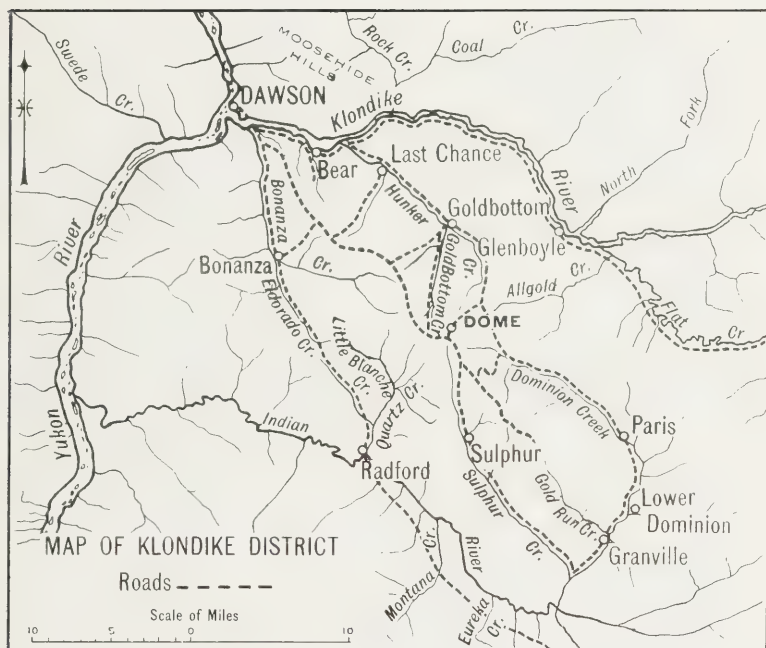 Swede
Cr.
MOOSEHIDE
HILLS
Rock Cr.
Coal
Cr.
DAWSON
Klondike
River
North
Fork
Bear
Last Chance
Hunker
Cr.
Bonanza
Bonanza
Cr.
Goldbottom
GoldBottom Cr.
Glenboyle
Allgold
Cr.
Flat
Cr
DOME
Eldorado Cr.
Little Blanche
Cr.
Quartz Cr.
Yukon
River
Indian
River
Radford
Dominion Creek
Paris
Sulphur
Sulphur
Cr.
Gold Run Cr.
Lower
Dominion
Granville
Montana
Cr.
Eureka
Cr.
MAP OF KLONDIKE DISTRICT
Roads
Scale of Miles
10 5 0 10